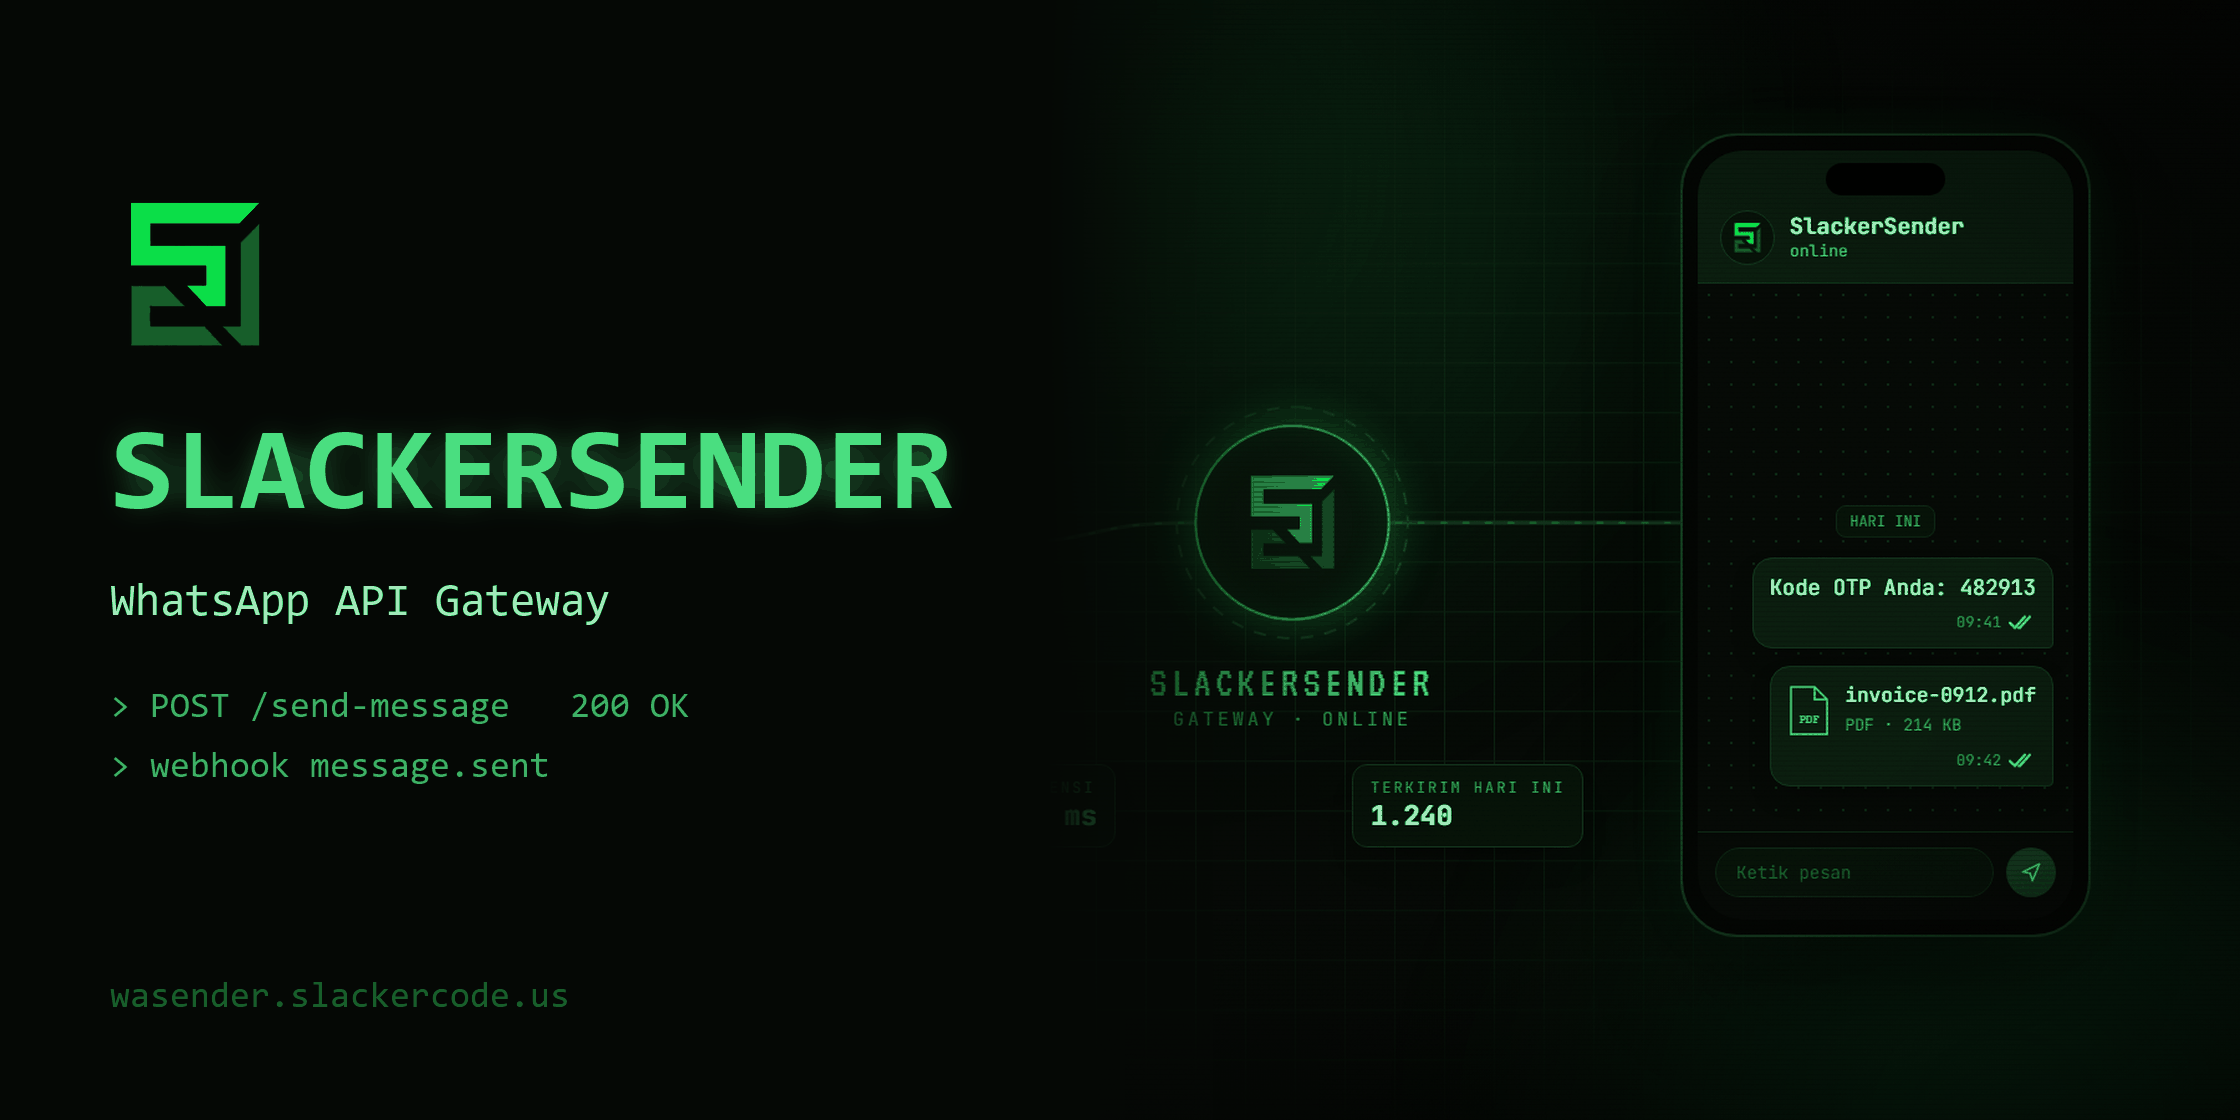 SLACKERSENDER
WhatsApp API Gateway
> POST /send-message 200 OK
> webhook message.sent
wasender.slackercode.us
SLACKERSENDER
GATEWAY · ONLINE
ms
TERKIRIM HARI INI
1.240
SlackerSender
online
HARI INI
Kode OTP Anda: 482913
09:41
PDF
invoice-0912.pdf
PDF · 214 KB
09:42
Ketik pesan